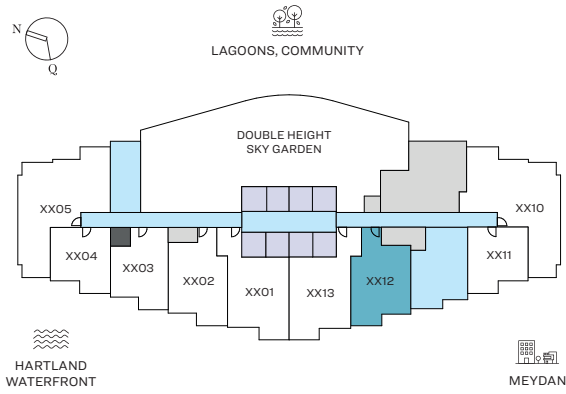 N
Q
LAGOONS, COMMUNITY
DOUBLE HEIGHT
SKY GARDEN
XX05
XX10
XX04
XX11
XX03
XX02
XX12
XX01
XX13
HARTLAND
WATERFRONT
MEYDAN